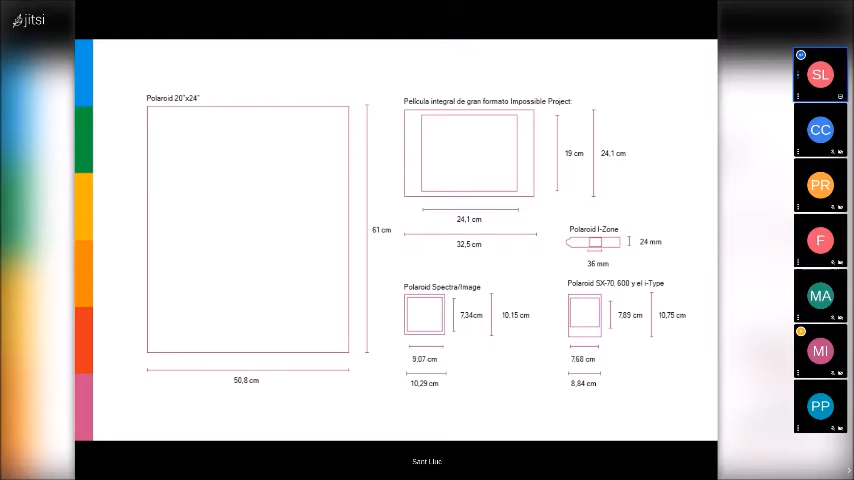 jitsi
Polaroid 20"x24"
61 cm
50,8 cm
Película integral de gran formato Impossible Project:
19 cm
24,1 cm
24,1 cm
32,5 cm
Polaroid I-Zone
24 mm
36 mm
Polaroid Spectra/Image
7,34cm
10,15 cm
9,07 cm
10,29 cm
Polaroid SX-70, 600 y el i-Type
7,89 cm
10,75 cm
7,68 cm
8,84 cm
SL
CC
PR
F
MA
MI
PP
Sant Lluc